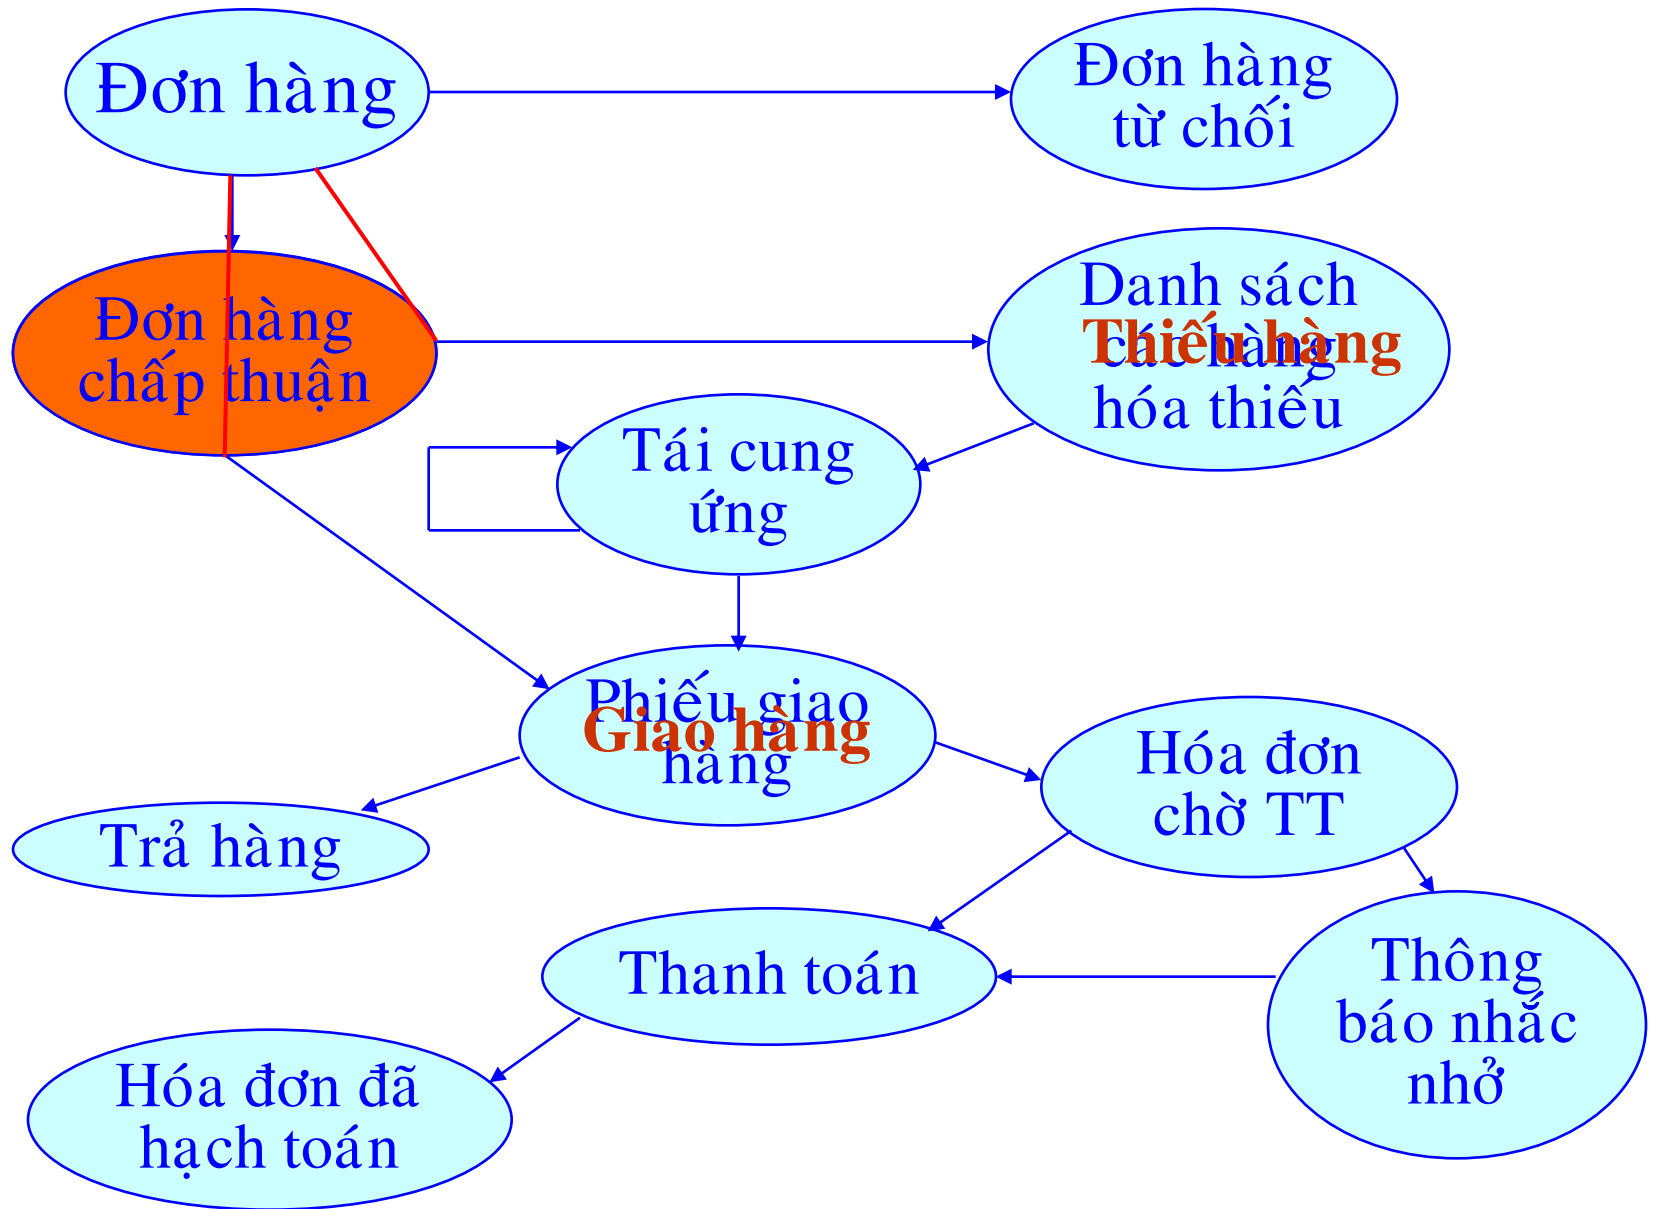 Đơn hàng
Đơn hàng
từ chối
Đơn hàng
chấp thuận
Danh sách
các hàng
hóa thiếu
Thiếu hàng
Tái cung
ứng
Phiếu giao
hàng
Giao hàng
Hóa đơn
chờ TT
Trả hàng
Thanh toán
Thông
báo nhắc
nhở
Hóa đơn đã
hạch toán